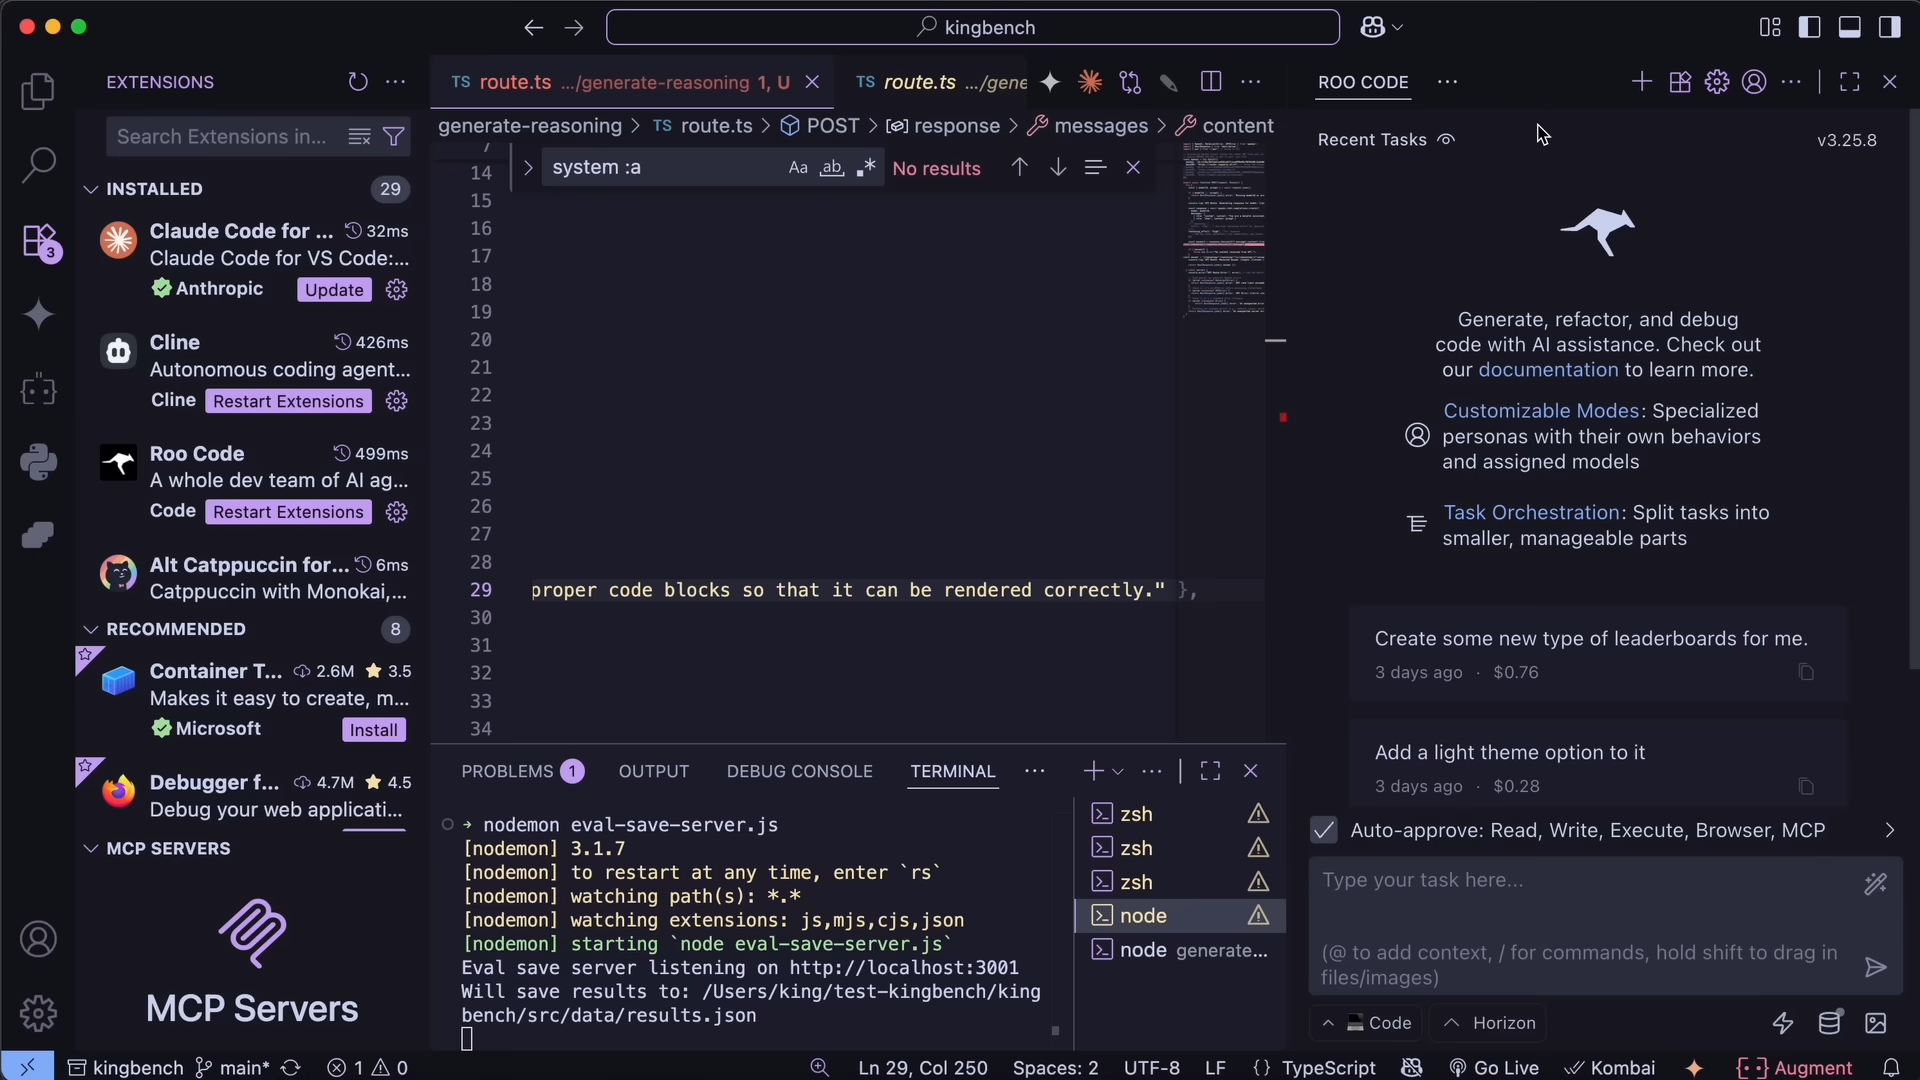 kingbench
EXTENSIONS
Search Extensions in...
INSTALLED
29
Claude Code for ...
32ms
Claude Code for VS Code:...
Anthropic
Update
Cline
426ms
Autonomous coding agent...
Cline
Restart Extensions
Roo Code
499ms
A whole dev team of AI ag...
Code
Restart Extensions
Alt Catppuccin for...
6ms
Catppuccin with Monokai,...
RECOMMENDED
8
Container T...
2.6M
3.5
Makes it easy to create, m...
Microsoft
Install
Debugger f...
4.7M
4.5
Debug your web applicati...
MCP SERVERS
MCP Servers
3
TS route.ts .../generate-reasoning 1, U
TS route.ts .../gene
generate-reasoning > TS route.ts > POST > response > messages > content
system :a
Aa
ab
No results
7
14
15
16
17
18
19
20
21
22
23
24
25
26
27
28
29 proper code blocks so that it can be rendered correctly." },
30
31
32
33
34
PROBLEMS 1
OUTPUT
DEBUG CONSOLE
TERMINAL
nodemon eval-save-server.js
[nodemon] 3.1.7
[nodemon] to restart at any time, enter `rs`
[nodemon] watching path(s): *.*
[nodemon] watching extensions: js,mjs,cjs,json
[nodemon] starting `node eval-save-server.js`
Eval save server listening on http://localhost:3001
Will save results to: /Users/king/test-kingbench/king
bench/src/data/results.json
zsh
zsh
zsh
node
node generate...
ROO CODE
Recent Tasks
v3.25.8
Generate, refactor, and debug
code with AI assistance. Check out
our documentation to learn more.
Customizable Modes: Specialized
personas with their own behaviors
and assigned models
Task Orchestration: Split tasks into
smaller, manageable parts
Create some new type of leaderboards for me.
3 days ago · $0.76
Add a light theme option to it
3 days ago · $0.28
Auto-approve: Read, Write, Execute, Browser, MCP
Type your task here...
(@ to add context, / for commands, hold shift to drag in
files/images)
Code
Horizon
kingbench
main*
1
0
Ln 29, Col 250
Spaces: 2
UTF-8
LF
{} TypeScript
Go Live
Kombai
Augment